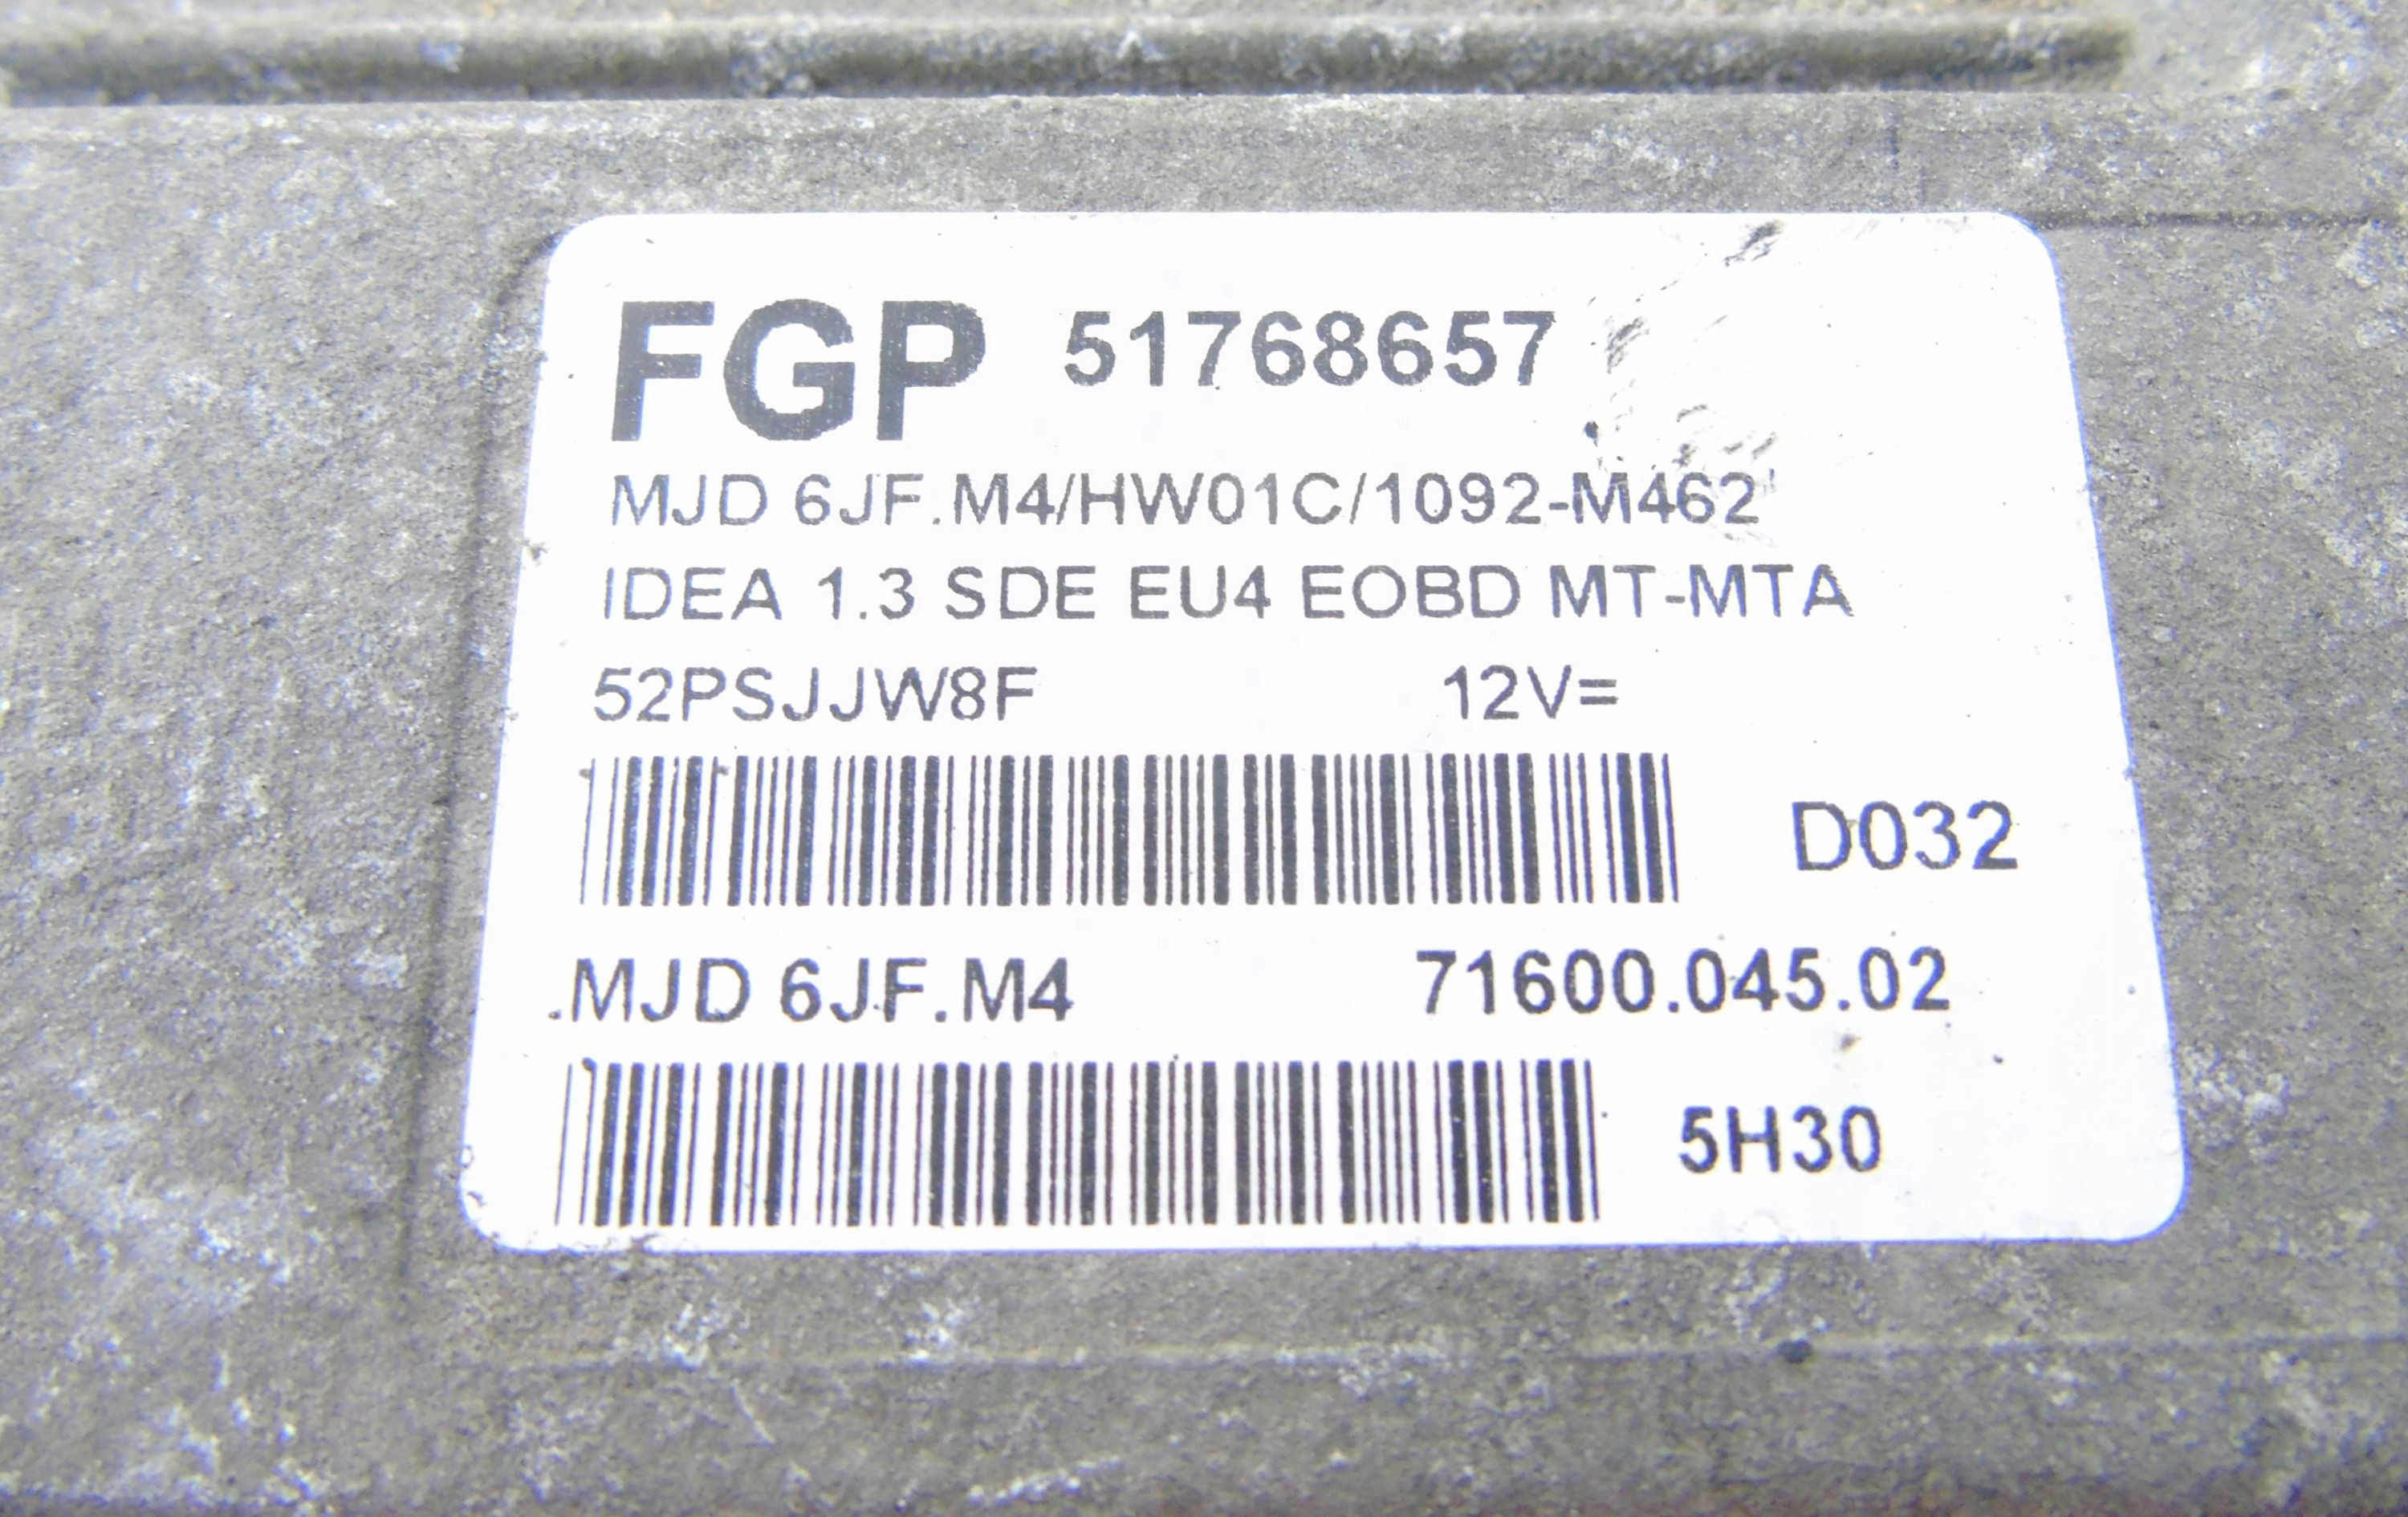 FGP 51768657
MJD 6JF.M4/HW01C/1092-M462
IDEA 1.3 SDE EU4 EOBD MT-MTA
52PSJJW8F 12V=
D032
MJD 6JF.M4 71600.045.02
5H30